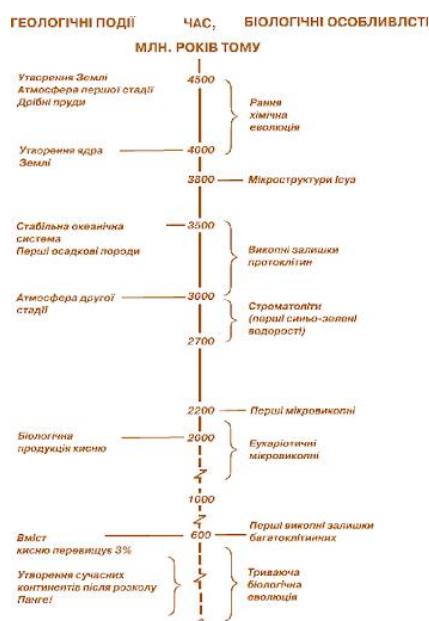 ГЕОЛОГІЧНІ ПОДІЇ ЧАС, БІОЛОГІЧНІ ОСОБЛИВЛСТІ
МЛН. РОКІВ ТОМУ
Утворення Землі
Атмосфера першої стадії
Дрібні пруди
4500
Рання
хімічна
еволюція
Утворення ядра
Землі
4000
3800
Мікроструктури Ісуа
Стабільна океанічна
система
Перші осадкові породи
3500
Викопні залишки
протоклітин
Атмосфера другої
стадії
3000
Строматоліти
(перші синьо-зелені
водорості)
2700
2200
Перші мікровикопні
Біологічна
продукція кисню
2000
Еукаріотичні
мікровикопні
1000
Вміст
кисню перевищує 3%
600
Перші викопні залишки
багатоклітинних
Утворення сучасних
континентів після розколу
Пангеї
Триваюча
біологічна
еволюція